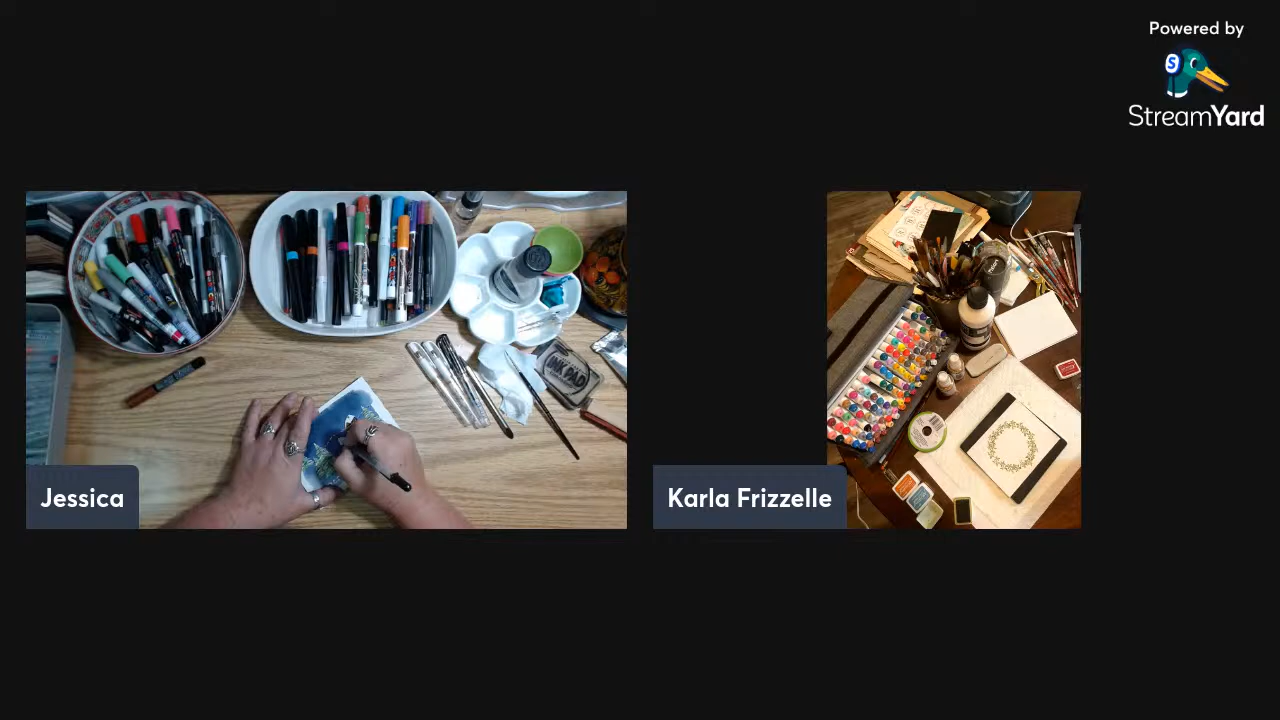 Powered by
S
StreamYard
INK PAD
Jessica
Karla Frizzelle